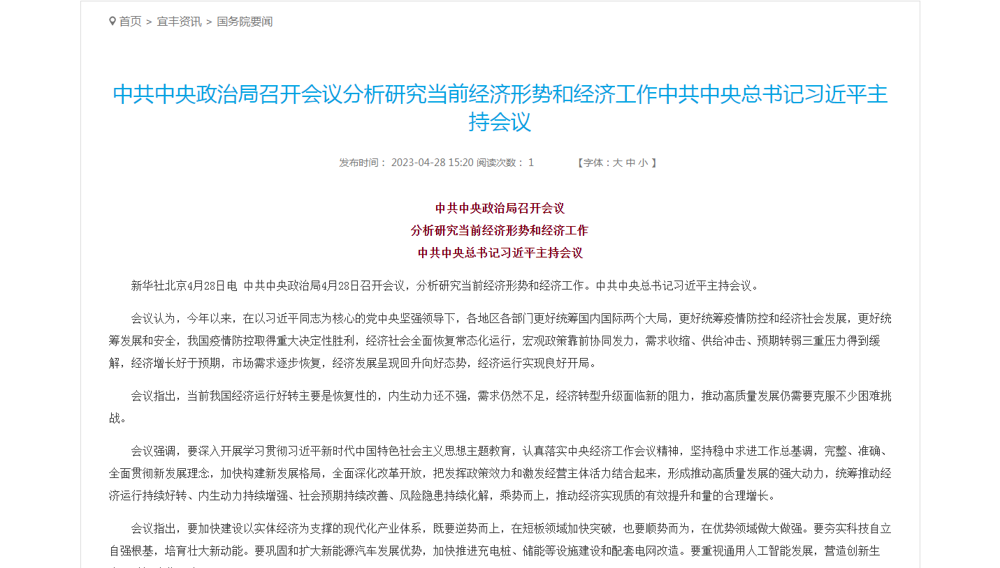 首页 > 宜丰资讯 > 国务院要闻
中共中央政治局召开会议分析研究当前经济形势和经济工作中共中央总书记习近平主
持会议
发布时间： 2023-04-28 15:20 阅读次数： 1 【字体：大 中 小 】
中共中央政治局召开会议
分析研究当前经济形势和经济工作
中共中央总书记习近平主持会议
新华社北京4月28日电 中共中央政治局4月28日召开会议，分析研究当前经济形势和经济工作。中共中央总书记习近平主持会议。
会议认为，今年以来，在以习近平同志为核心的党中央坚强领导下，各地区各部门更好统筹国内国际两个大局，更好统筹疫情防控和经济社会发展，更好统
筹发展和安全，我国疫情防控取得重大决定性胜利，经济社会全面恢复常态化运行，宏观政策靠前协同发力，需求收缩、供给冲击、预期转弱三重压力得到缓
解，经济增长好于预期，市场需求逐步恢复，经济发展呈现回升向好态势，经济运行实现良好开局。
会议指出，当前我国经济运行好转主要是恢复性的，内生动力还不强，需求仍然不足，经济转型升级面临新的阻力，推动高质量发展仍需要克服不少困难挑
战。
会议强调，要深入开展学习贯彻习近平新时代中国特色社会主义思想主题教育，认真落实中央经济工作会议精神，坚持稳中求进工作总基调，完整、准确、
全面贯彻新发展理念，加快构建新发展格局，全面深化改革开放，把发挥政策效力和激发经营主体活力结合起来，形成推动高质量发展的强大动力，统筹推动经
济运行持续好转、内生动力持续增强、社会预期持续改善、风险隐患持续化解，乘势而上，推动经济实现质的有效提升和量的合理增长。
会议指出，要加快建设以实体经济为支撑的现代化产业体系，既要逆势而上，在短板领域加快突破，也要顺势而为，在优势领域做大做强。要夯实科技自立
自强根基，培育壮大新动能。要巩固和扩大新能源汽车发展优势，加快推进充电桩、储能等设施建设和配套电网改造。要重视通用人工智能发展，营造创新生